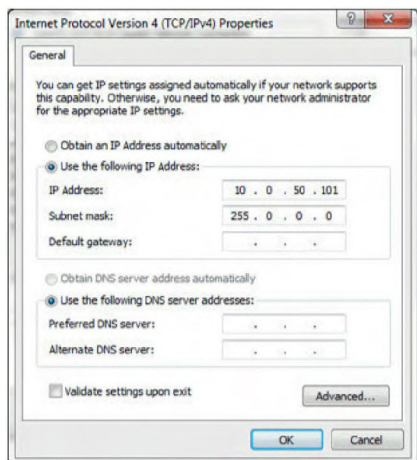 Internet Protocol Version 4 (TCP/IPv4) Properties
?
X
General
You can get IP settings assigned automatically if your network supports
this capability. Otherwise, you need to ask your network administrator
for the appropriate IP settings.
Obtain an IP Address automatically
Use the following IP Address:
IP Address: 10 . 0 . 50 . 101
Subnet mask: 255 . 0 . 0 . 0
Default gateway: . . .
Obtain DNS server address automatically
Use the following DNS server addresses:
Preferred DNS server: . . .
Alternate DNS server: . . .
Validate settings upon exit
Advanced...
OK
Cancel